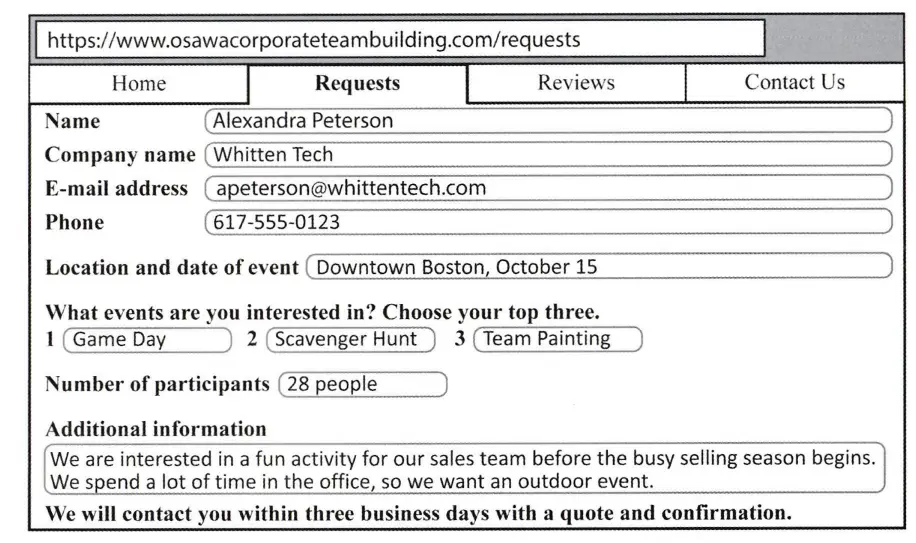 https://www.osawacorporateteambuilding.com/requests
Home Requests Reviews Contact Us
Name Alexandra Peterson
Company name Whitten Tech
E-mail address apeterson@whittentech.com
Phone 617-555-0123
Location and date of event Downtown Boston, October 15
What events are you interested in? Choose your top three.
1 Game Day 2 Scavenger Hunt 3 Team Painting
Number of participants 28 people
Additional information
We are interested in a fun activity for our sales team before the busy selling season begins.
We spend a lot of time in the office, so we want an outdoor event.
We will contact you within three business days with a quote and confirmation.